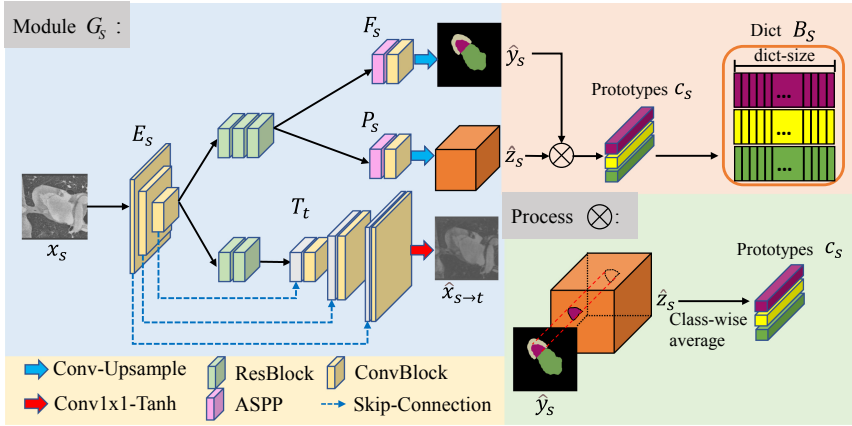 Module G_S :
F_s
ŷ_s
Dict B_S
dict-size
Prototypes c_s
...
...
...
E_s
P_s
ẑ_s
x_s
T_t
x̂_{s→t}
Process ⊗:
Prototypes c_s
ẑ_s
Class-wise
average
ŷ_s
Conv-Upsample
ResBlock
ConvBlock
Conv1x1-Tanh
ASPP
Skip-Connection